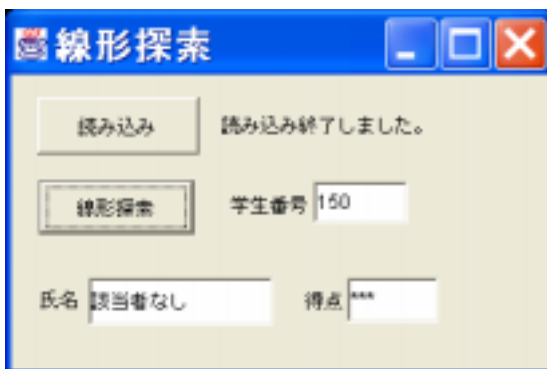 線形探索
読み込み 読み込み終了しました。
線形探索 学生番号 150
氏名 該当者なし 得点 ***